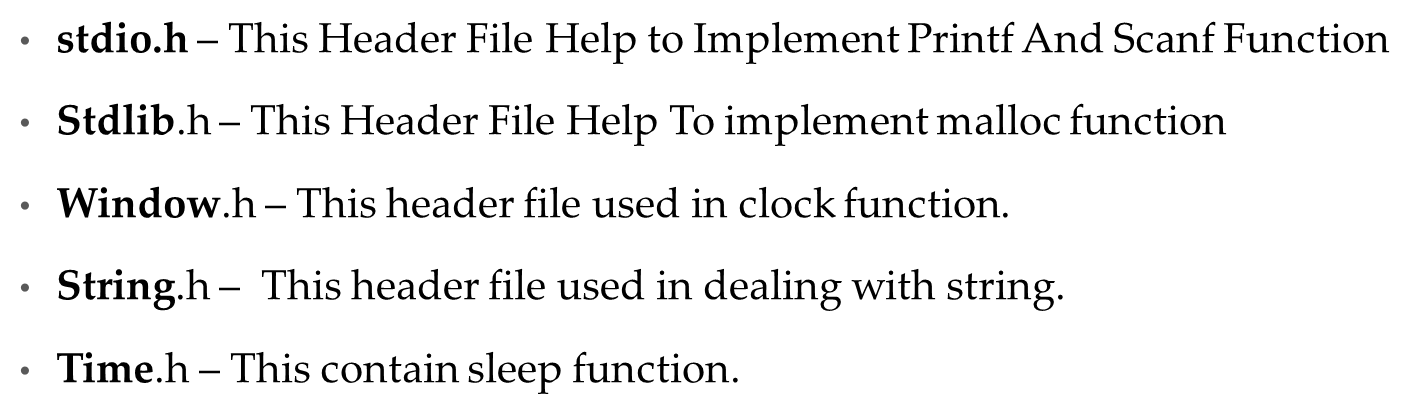 • stdio.h – This Header File Help to Implement Printf And Scanf Function
• Stdlib.h – This Header File Help To implement malloc function
• Window.h – This header file used in clock function.
• String.h –  This header file used in dealing with string.
• Time.h – This contain sleep function.